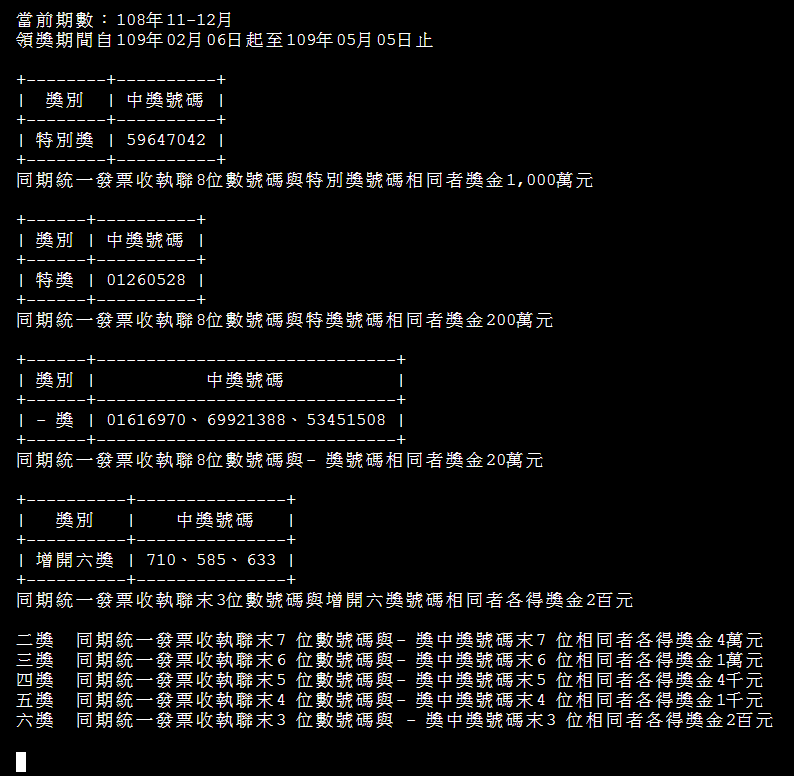 當前期數：108年11-12月
領獎期間自109年02月06日起至109年05月05日止
+--------+----------+
| 獎別 | 中獎號碼 |
+--------+----------+
| 特別獎 | 59647042 |
+--------+----------+
同期統一發票收執聯8位數號碼與特別獎號碼相同者獎金1,000萬元
+------+----------+
| 獎別 | 中獎號碼 |
+------+----------+
| 特獎 | 01260528 |
+------+----------+
同期統一發票收執聯8位數號碼與特獎號碼相同者獎金200萬元
+------+------------------------------+
| 獎別 | 中獎號碼 |
+------+------------------------------+
| - 獎 | 01616970、69921388、53451508 |
+------+------------------------------+
同期統一發票收執聯8位數號碼與- 獎號碼相同者獎金20萬元
+----------+---------------+
| 獎別 | 中獎號碼 |
+----------+---------------+
| 增開六獎 | 710、585、633 |
+----------+---------------+
同期統一發票收執聯末3位數號碼與增開六獎號碼相同者各得獎金2百元
二獎 同期統一發票收執聯末7 位數號碼與- 獎中獎號碼末7 位相同者各得獎金4萬元
三獎 同期統一發票收執聯末6 位數號碼與- 獎中獎號碼末6 位相同者各得獎金1萬元
四獎 同期統一發票收執聯末5 位數號碼與- 獎中獎號碼末5 位相同者各得獎金4千元
五獎 同期統一發票收執聯末4 位數號碼與- 獎中獎號碼末4 位相同者各得獎金1千元
六獎 同期統一發票收執聯末3 位數號碼與 - 獎中獎號碼末3 位相同者各得獎金2百元